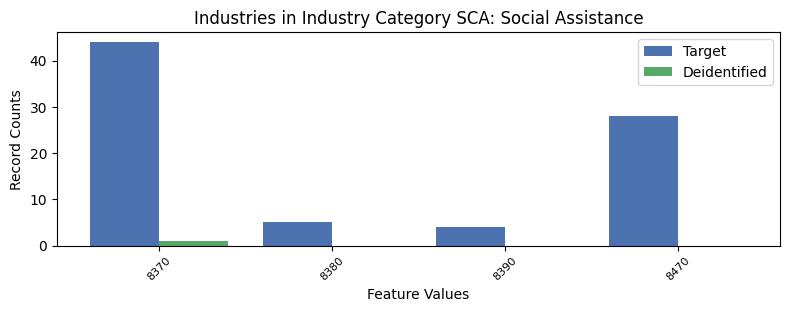 Industries in Industry Category SCA: Social Assistance
Target
Deidentified
Record Counts
40
30
20
10
0
8370
8380
8390
8470
Feature Values